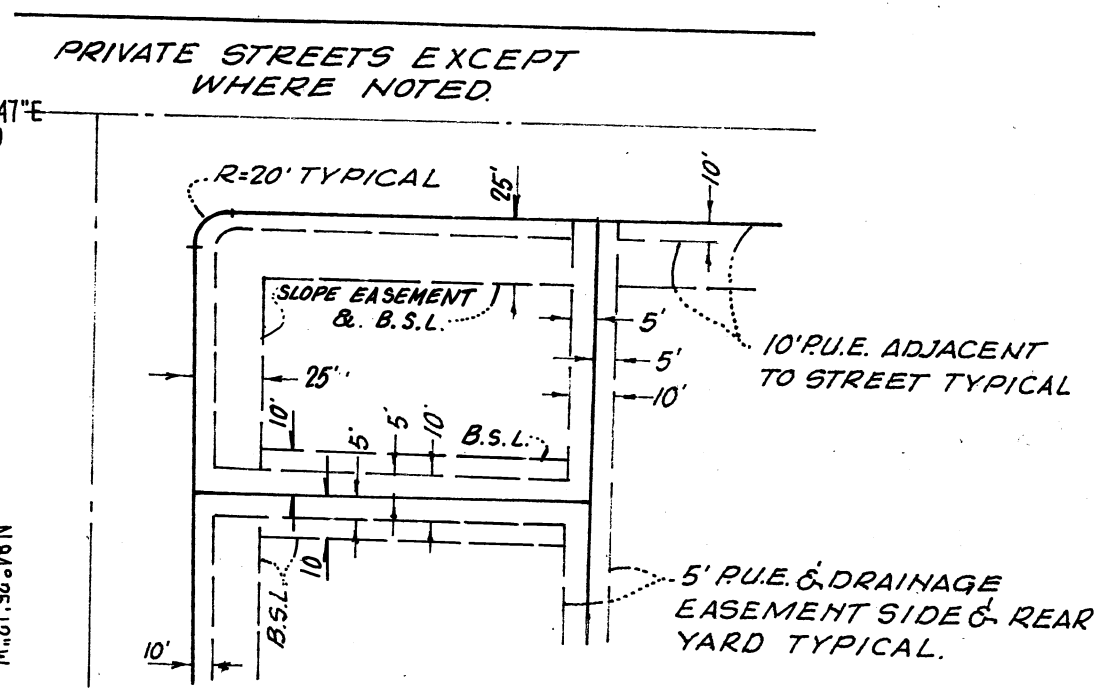 PRIVATE STREETS EXCEPT
WHERE NOTED.
47"E
R=20' TYPICAL
25'
10'
SLOPE EASEMENT
& B.S.L.
5'
10' P.U.E. ADJACENT
TO STREET TYPICAL
5'
25'
10'
10'
5'
5'
10'
B.S.L.
10
B.S.L.
5' P.U.E. & DRAINAGE
EASEMENT SIDE & REAR
YARD TYPICAL.
10'